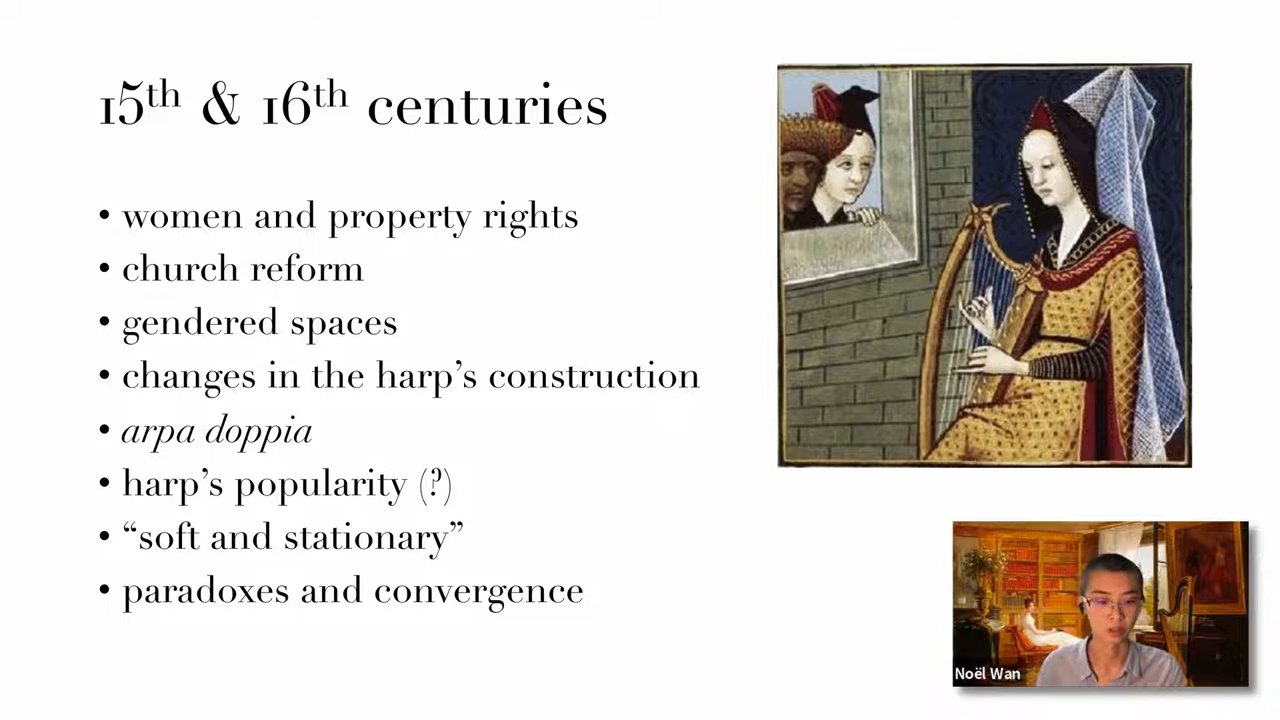 15th & 16th centuries
• women and property rights
• church reform
• gendered spaces
• changes in the harp’s construction
• arpa doppia
• harp’s popularity (?)
• “soft and stationary”
• paradoxes and convergence
Noël Wan